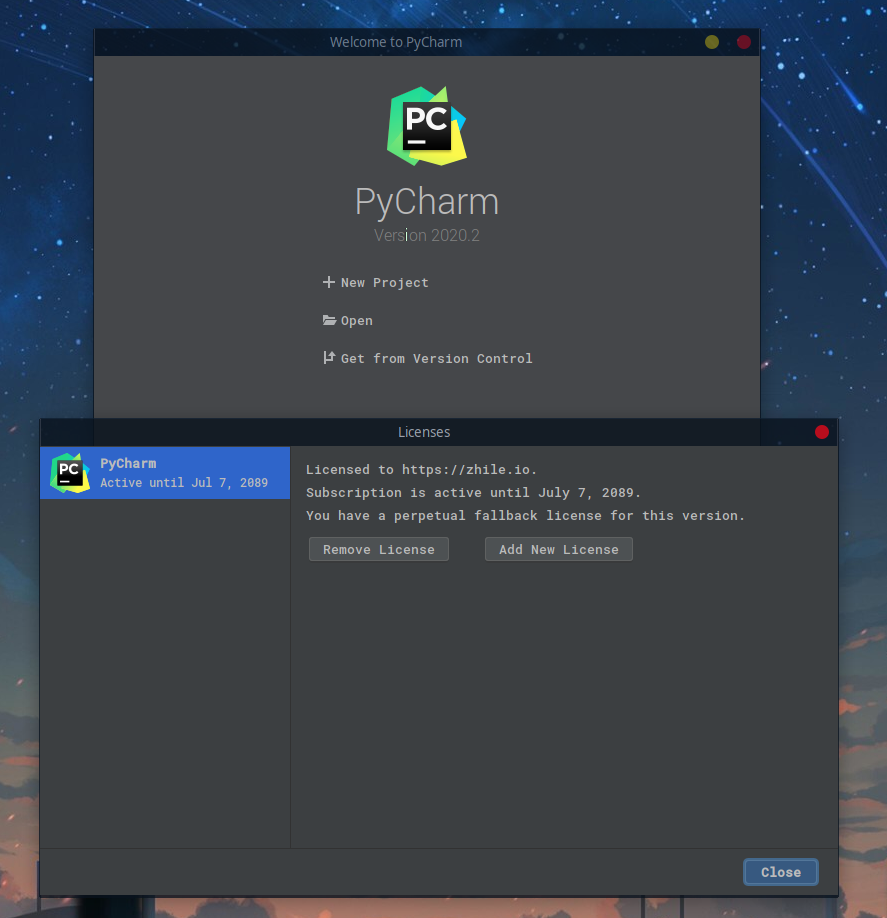 Welcome to PyCharm
PC
PyCharm
Version 2020.2
New Project
Open
Get from Version Control
Licenses
PC
PyCharm
Active until Jul 7, 2089
Licensed to https://zhile.io.
Subscription is active until July 7, 2089.
You have a perpetual fallback license for this version.
Remove License
Add New License
Close